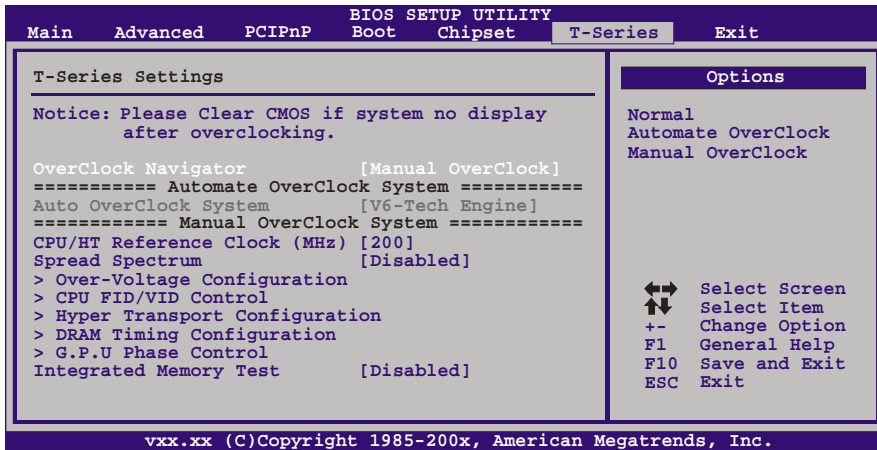 BIOS SETUP UTILITY
Main Advanced PCIPnP Boot Chipset T-Series Exit
T-Series Settings
Notice: Please Clear CMOS if system no display
after overclocking.
OverClock Navigator [Manual OverClock]
=========== Automate OverClock System ===========
Auto OverClock System [V6-Tech Engine]
============ Manual OverClock System ============
CPU/HT Reference Clock (MHz) [200]
Spread Spectrum [Disabled]
> Over-Voltage Configuration
> CPU FID/VID Control
> Hyper Transport Configuration
> DRAM Timing Configuration
> G.P.U Phase Control
Integrated Memory Test [Disabled]
Options
Normal
Automate OverClock
Manual OverClock
Select Screen
Select Item
+- Change Option
F1 General Help
F10 Save and Exit
ESC Exit
vxx.xx (C)Copyright 1985-200x, American Megatrends, Inc.